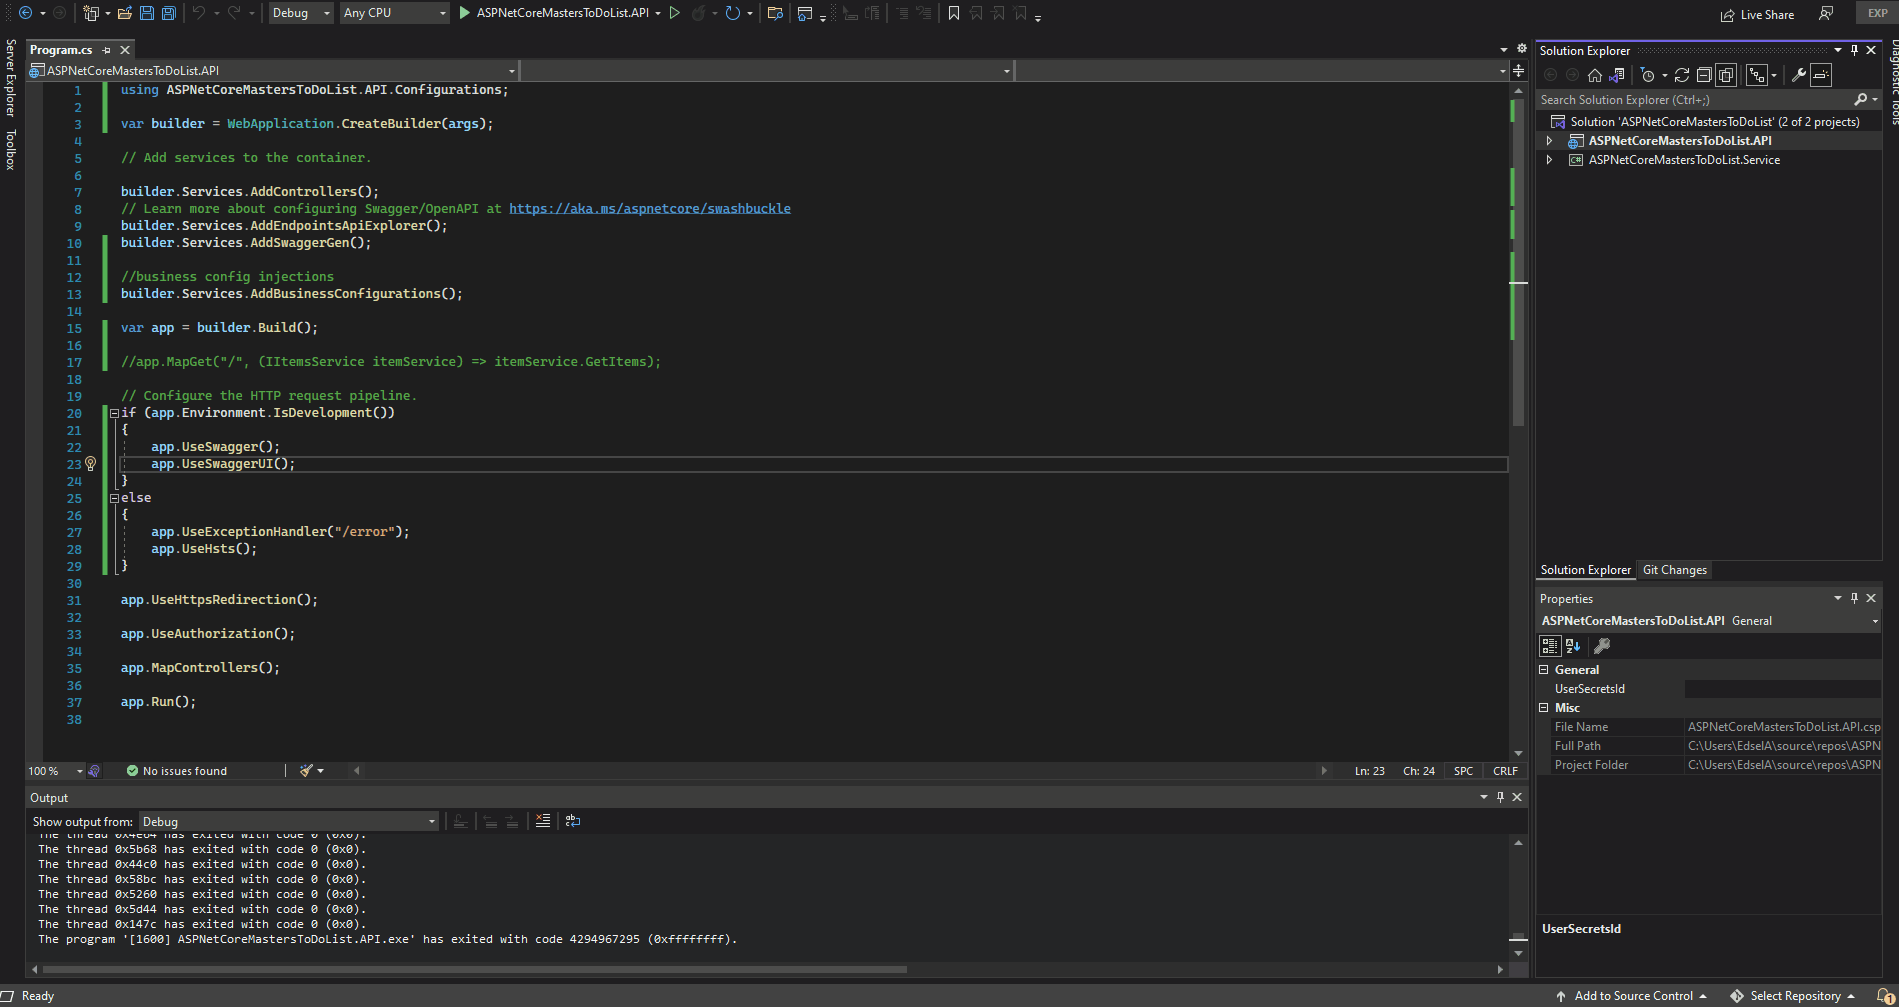 Debug
Any CPU
ASPNetCoreMastersToDoList.API
Live Share
EXP
Server Explorer
Toolbox
Program.cs
ASPNetCoreMastersToDoList.API
1 using ASPNetCoreMastersToDoList.API.Configurations;
2
3 var builder = WebApplication.CreateBuilder(args);
4
5 // Add services to the container.
6
7 builder.Services.AddControllers();
8 // Learn more about configuring Swagger/OpenAPI at https://aka.ms/aspnetcore/swashbuckle
9 builder.Services.AddEndpointsApiExplorer();
10 builder.Services.AddSwaggerGen();
11
12 //business config injections
13 builder.Services.AddBusinessConfigurations();
14
15 var app = builder.Build();
16
17 //app.MapGet("/", (IItemsService itemService) => itemService.GetItems);
18
19 // Configure the HTTP request pipeline.
20 if (app.Environment.IsDevelopment())
21 {
22 app.UseSwagger();
23 app.UseSwaggerUI();
24 }
25 else
26 {
27 app.UseExceptionHandler("/error");
28 app.UseHsts();
29 }
30
31 app.UseHttpsRedirection();
32
33 app.UseAuthorization();
34
35 app.MapControllers();
36
37 app.Run();
38
100 %
No issues found
Ln: 23
Ch: 24
SPC
CRLF
Output
Show output from:
Debug
The thread 0x4e64 has exited with code 0 (0x0).
The thread 0x5b68 has exited with code 0 (0x0).
The thread 0x44c0 has exited with code 0 (0x0).
The thread 0x58bc has exited with code 0 (0x0).
The thread 0x5260 has exited with code 0 (0x0).
The thread 0x5d44 has exited with code 0 (0x0).
The thread 0x147c has exited with code 0 (0x0).
The program '[1600] ASPNetCoreMastersToDoList.API.exe' has exited with code 4294967295 (0xffffffff).
Solution Explorer
Search Solution Explorer (Ctrl+;)
Solution 'ASPNetCoreMastersToDoList' (2 of 2 projects)
ASPNetCoreMastersToDoList.API
C# ASPNetCoreMastersToDoList.Service
Solution Explorer
Git Changes
Properties
ASPNetCoreMastersToDoList.API General
General
UserSecretsId
Misc
File Name ASPNetCoreMastersToDoList.API.csp
Full Path C:\Users\EdselA\source\repos\ASPN
Project Folder C:\Users\EdselA\source\repos\ASPN
UserSecretsId
Diagnostic Tools
Ready
Add to Source Control
Select Repository
1